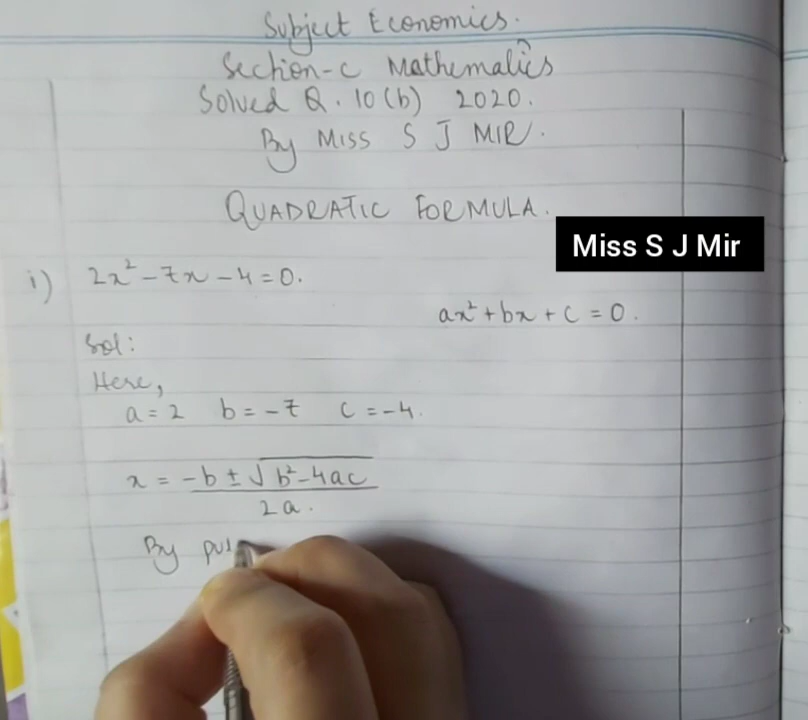 Subject Economics.
Section-C Mathematics
Solved Q. 10 (b) 2020.
By Miss S J MIR.
QUADRATIC FORMULA.
Miss S J Mir
i) 2x² - 7x - 4 = 0.
ax² + bx + c = 0.
Sol:
Here,
a = 2 b = -7 c = -4.
x = -b ± √b² - 4ac
2a.
By